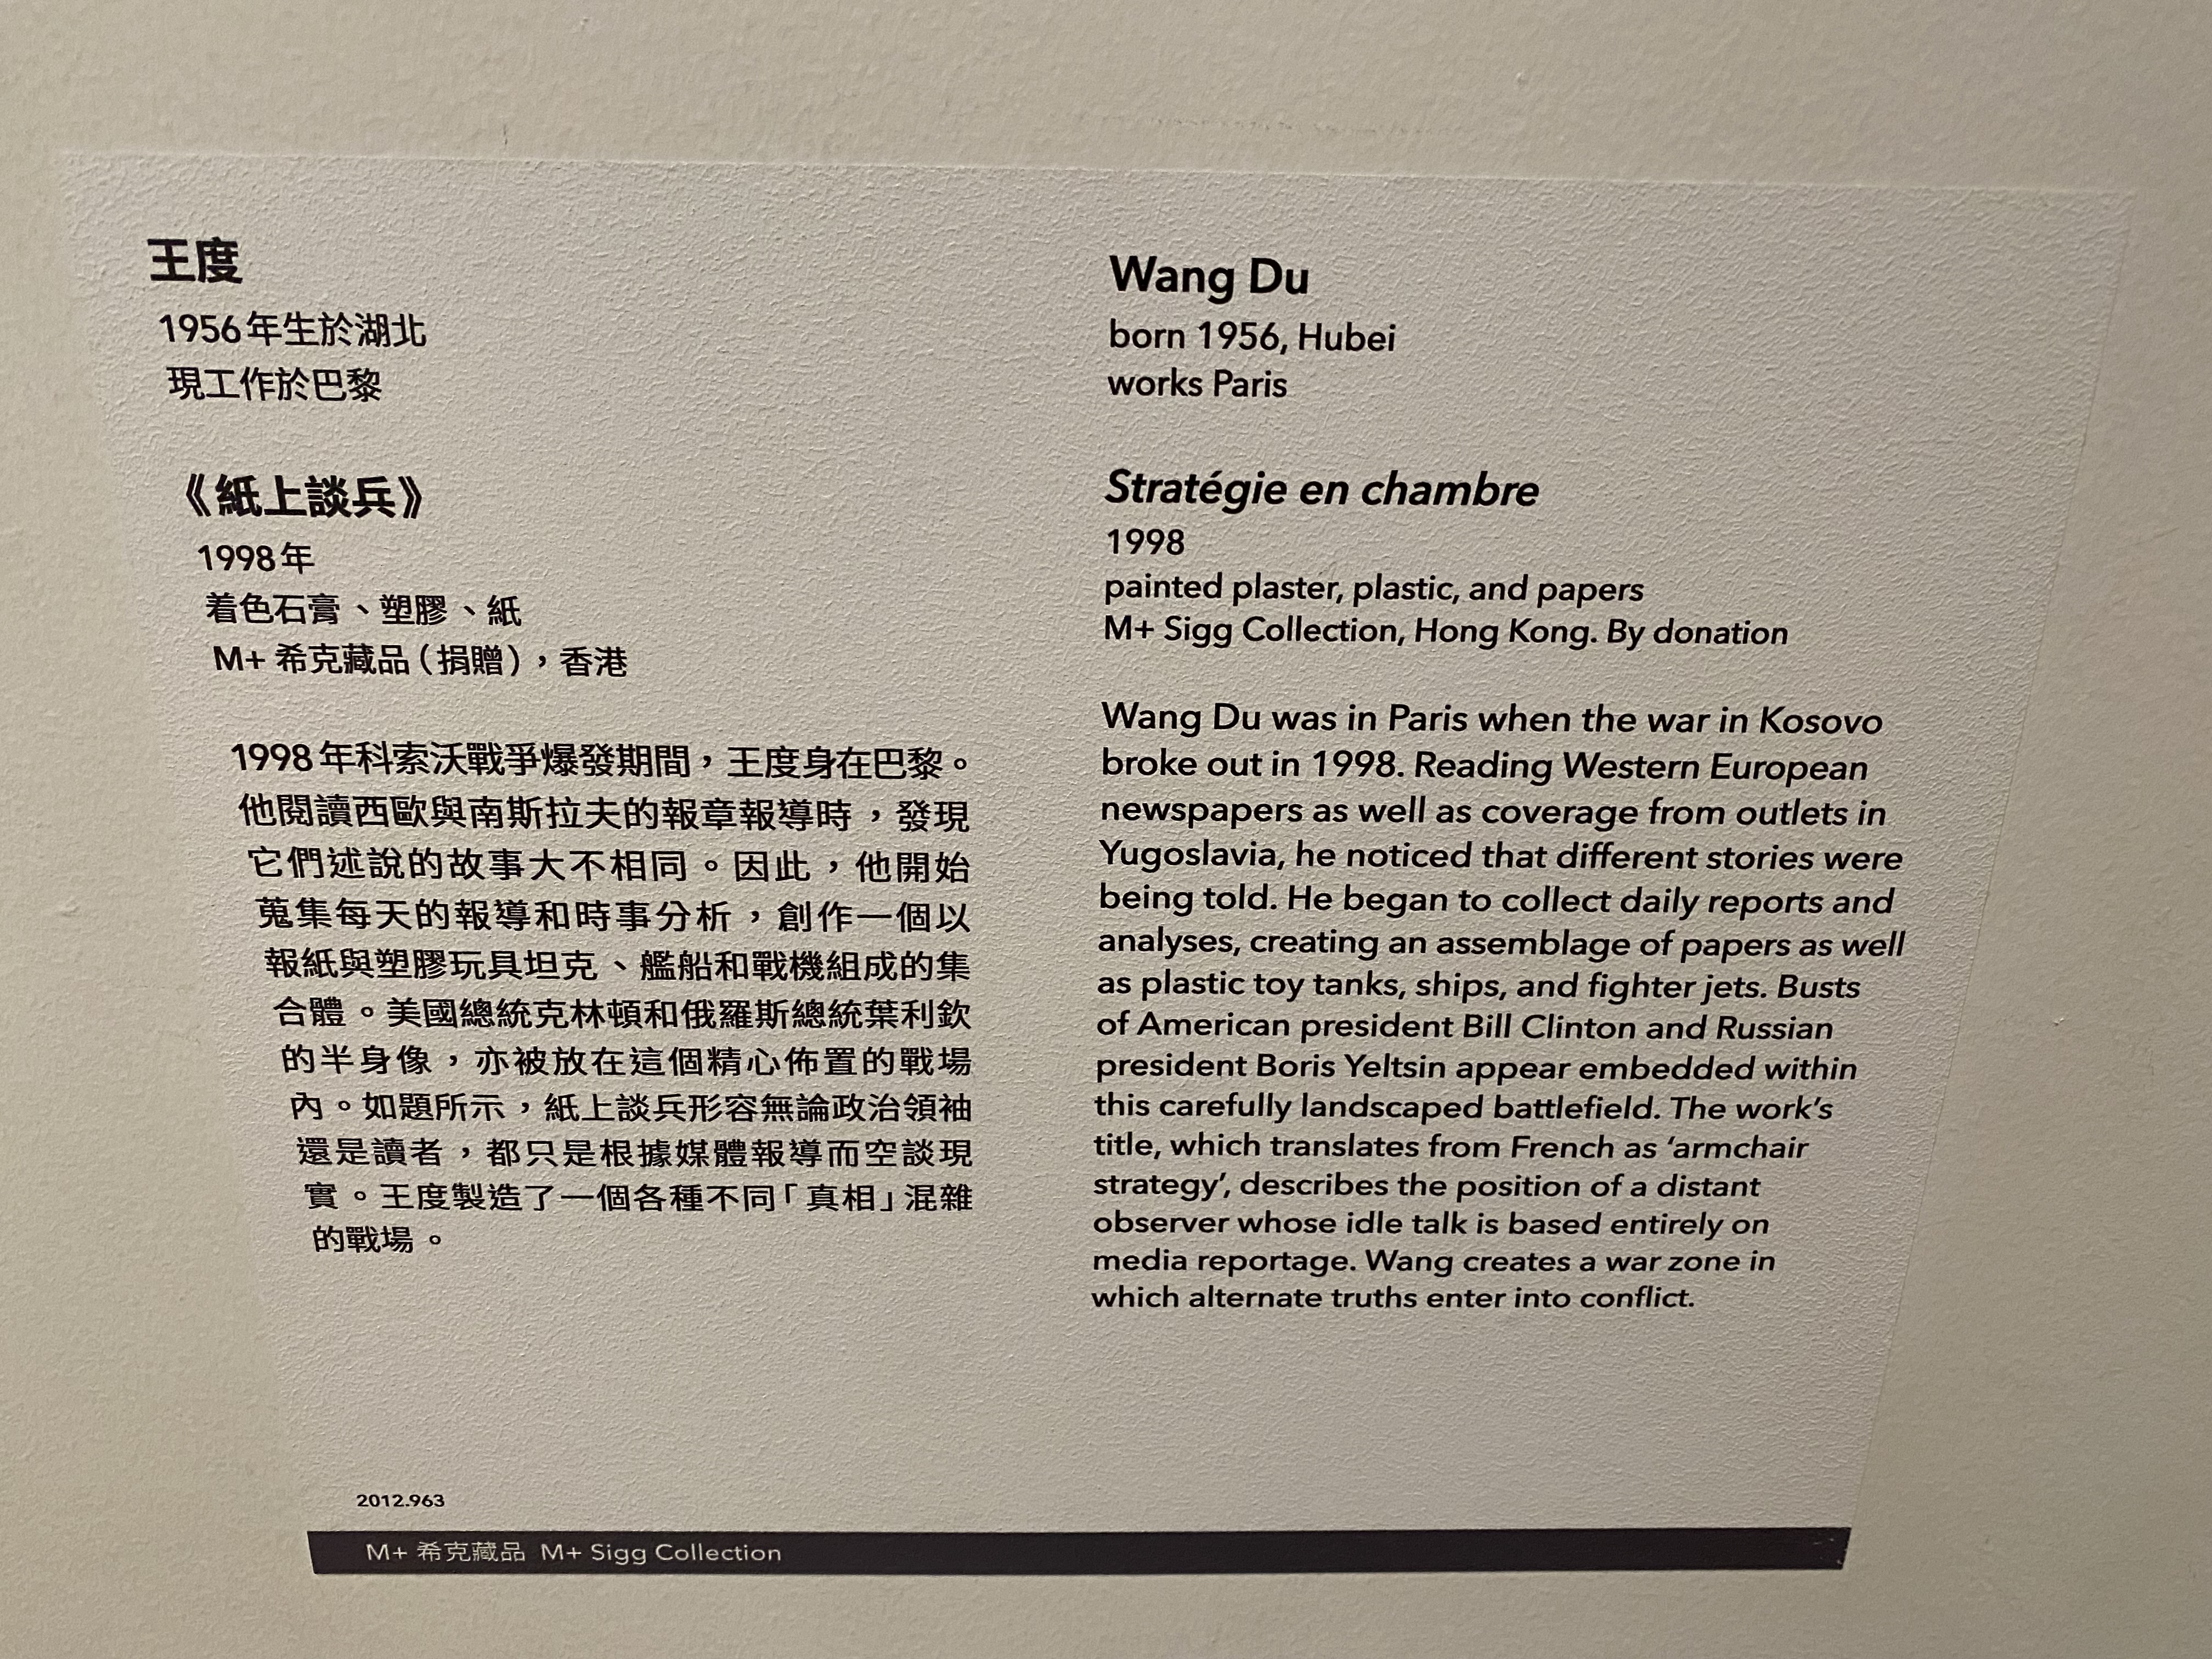 王度
1956年生於湖北
現工作於巴黎
《紙上談兵》
1998年
着色石膏、塑膠、紙
M+ 希克藏品（捐贈），香港
1998年科索沃戰爭爆發期間，王度身在巴黎。
他閱讀西歐與南斯拉夫的報章報導時，發現
它們述說的故事大不相同。因此，他開始
蒐集每天的報導和時事分析，創作一個以
報紙與塑膠玩具坦克、艦船和戰機組成的集
合體。美國總統克林頓和俄羅斯總統葉利欽
的半身像，亦被放在這個精心佈置的戰場
內。如題所示，紙上談兵形容無論政治領袖
還是讀者，都只是根據媒體報導而空談現
實。王度製造了一個各種不同「真相」混雜
的戰場。
Wang Du
born 1956, Hubei
works Paris
Stratégie en chambre
1998
painted plaster, plastic, and papers
M+ Sigg Collection, Hong Kong. By donation
Wang Du was in Paris when the war in Kosovo
broke out in 1998. Reading Western European
newspapers as well as coverage from outlets in
Yugoslavia, he noticed that different stories were
being told. He began to collect daily reports and
analyses, creating an assemblage of papers as well
as plastic toy tanks, ships, and fighter jets. Busts
of American president Bill Clinton and Russian
president Boris Yeltsin appear embedded within
this carefully landscaped battlefield. The work’s
title, which translates from French as ‘armchair
strategy’, describes the position of a distant
observer whose idle talk is based entirely on
media reportage. Wang creates a war zone in
which alternate truths enter into conflict.
2012.963
M+ 希克藏品 M+ Sigg Collection